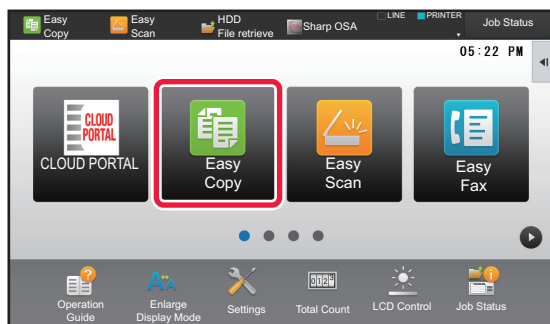 Easy
Copy
Easy
Scan
HDD
File retrieve
Sharp OSA
LINE
PRINTER
Job Status
05:22 PM
CLOUD
PORTAL
CLOUD PORTAL
Easy
Copy
Easy
Scan
Easy
Fax
Operation
Guide
Enlarge
Display Mode
Settings
Total Count
LCD Control
Job Status